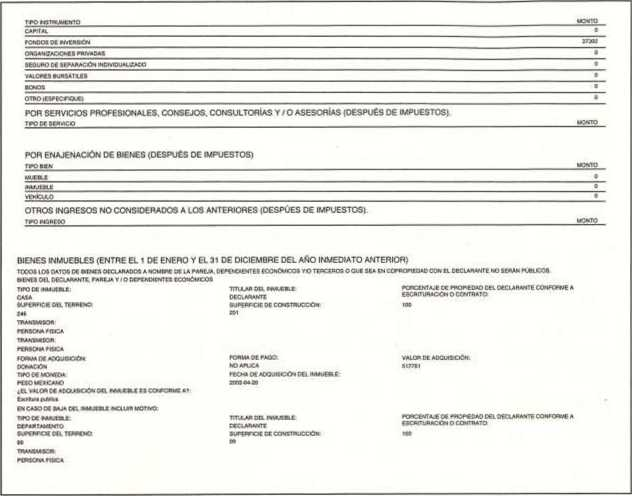 TIPO INSTRUMENTO MONTO
CAPITAL 0
FONDOS DE INVERSIÓN 27392
ORGANIZACIONES PRIVADAS 0
SEGURO DE SEPARACIÓN INDIVIDUALIZADO 0
VALORES BURSÁTILES 0
BONOS 0
OTRO (ESPECIFIQUE) 0
POR SERVICIOS PROFESIONALES, CONSEJOS, CONSULTORÍAS Y / O ASESORÍAS (DESPUÉS DE IMPUESTOS).
TIPO DE SERVICIO MONTO
POR ENAJENACIÓN DE BIENES (DESPUÉS DE IMPUESTOS)
TIPO BIEN MONTO
MUEBLE 0
INMUEBLE 0
VEHÍCULO 0
OTROS INGRESOS NO CONSIDERADOS A LOS ANTERIORES (DESPÚES DE IMPUESTOS).
TIPO INGRESO MONTO
BIENES INMUEBLES (ENTRE EL 1 DE ENERO Y EL 31 DE DICIEMBRE DEL AÑO INMEDIATO ANTERIOR)
TODOS LOS DATOS DE BIENES DECLARADOS A NOMBRE DE LA PAREJA, DEPENDIENTES ECONÓMICOS Y/O TERCEROS O QUE SEA EN COPROPIEDAD CON EL DECLARANTE NO SERÁN PÚBLICOS.
BIENES DEL DECLARANTE, PAREJA Y / O DEPENDIENTES ECONÓMICOS
TIPO DE INMUEBLE: TITULAR DEL INMUEBLE: PORCENTAJE DE PROPIEDAD DEL DECLARANTE CONFORME A
CASA DECLARANTE ESCRITURACIÓN O CONTRATO:
SUPERFICIE DEL TERRENO: SUPERFICIE DE CONSTRUCCIÓN: 100
246 201
TRANSMISOR:
PERSONA FISICA
TRANSMISOR:
PERSONA FISICA
FORMA DE ADQUISICIÓN: FORMA DE PAGO: VALOR DE ADQUISICIÓN:
DONACIÓN NO APLICA 517781
TIPO DE MONEDA: FECHA DE ADQUISICIÓN DEL INMUEBLE:
PESO MEXICANO 2002-04-20
¿EL VALOR DE ADQUISICIÓN DEL INMUEBLE ES CONFORME A?:
Escritura publica
EN CASO DE BAJA DEL INMUEBLE INCLUIR MOTIVO:
TIPO DE INMUEBLE: TITULAR DEL INMUEBLE: PORCENTAJE DE PROPIEDAD DEL DECLARANTE CONFORME A
DEPARTAMENTO DECLARANTE ESCRITURACIÓN O CONTRATO:
SUPERFICIE DEL TERRENO: SUPERFICIE DE CONSTRUCCIÓN: 100
99 99
TRANSMISOR:
PERSONA FISICA